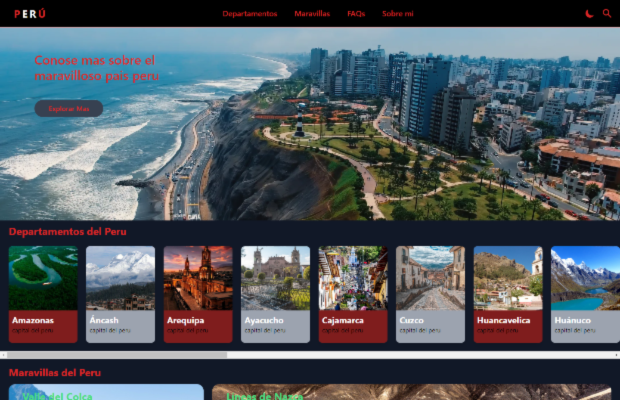 PERÚ
Departamentos Maravillas FAQs Sobre mi
Conose mas sobre el
maravilloso pais peru
Explorar Mas
Departamentos del Peru
Amazonas
capital del peru
Áncash
capital del peru
Arequipa
capital del peru
Ayacucho
capital del peru
Cajamarca
capital del peru
Cuzco
capital del peru
Huancavelica
capital del peru
Huánuco
capital del peru
Maravillas del Peru
Valle del Colca
Lineas de Nazca